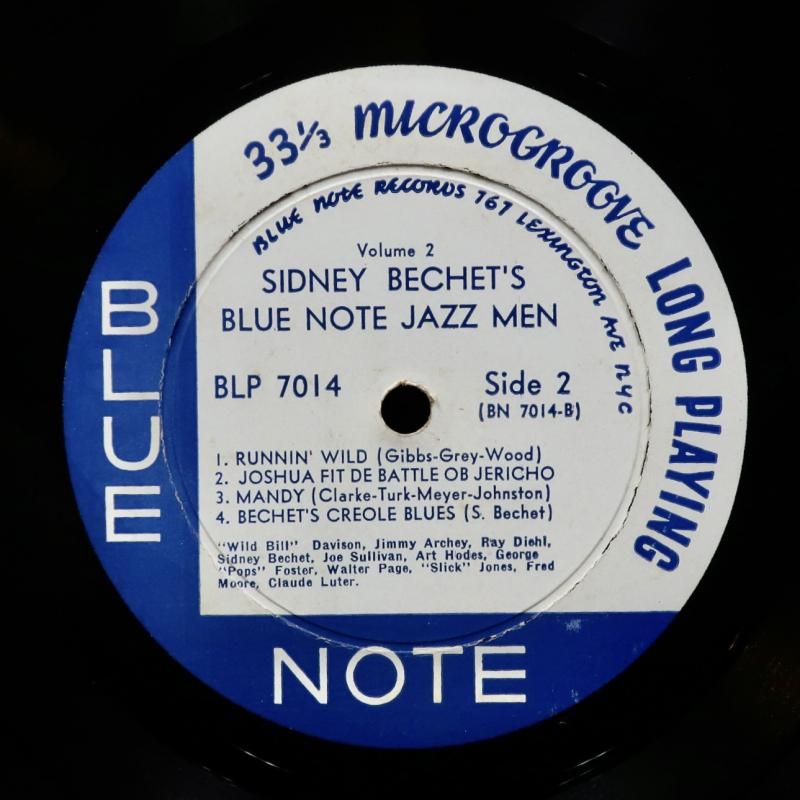 33⅓ MICROGROOVE LONG PLAYING
BLUE NOTE RECORDS 767 LEXINGTON AVE NYC
Volume 2
SIDNEY BECHET'S
BLUE NOTE JAZZ MEN
BLP 7014
Side 2
(BN 7014-B)
1. RUNNIN' WILD (Gibbs-Grey-Wood)
2. JOSHUA FIT DE BATTLE OB JERICHO
3. MANDY (Clarke-Turk-Meyer-Johnston)
4. BECHET'S CREOLE BLUES (S. Bechet)
"Wild Bill" Davison, Jimmy Archey, Ray Diehl,
Sidney Bechet, Joe Sullivan, Art Hodes, George
"Pops" Foster, Walter Page, "Slick" Jones, Fred
Moore, Claude Luter.
BLUE
NOTE